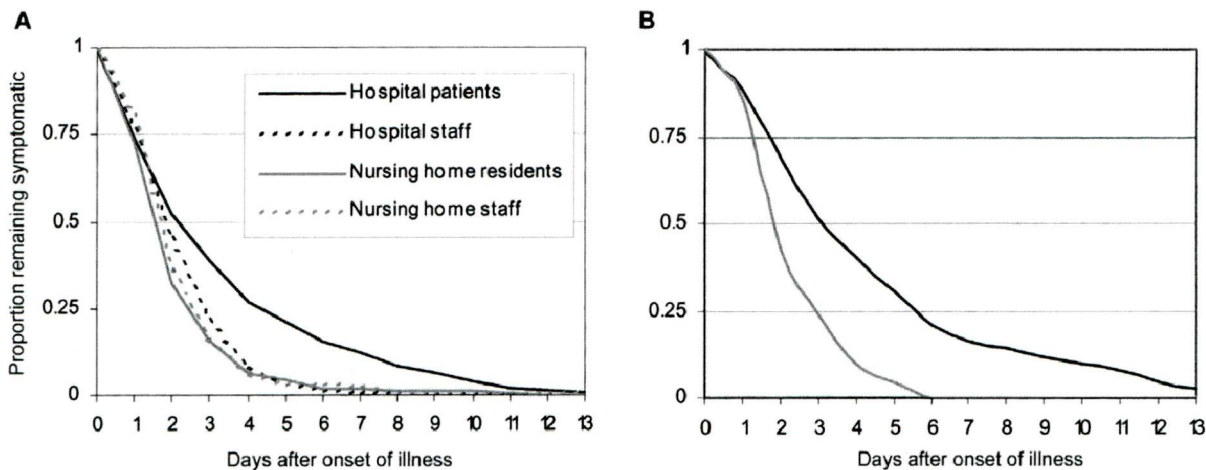 A
Proportion remaining symptomatic
1
0.75
0.5
0.25
0
Hospital patients
Hospital staff
Nursing home residents
Nursing home staff
0 1 2 3 4 5 6 7 8 9 10 11 12 13
Days after onset of illness
B
1
0.75
0.5
0.25
0
0 1 2 3 4 5 6 7 8 9 10 11 12 13
Days after onset of illness